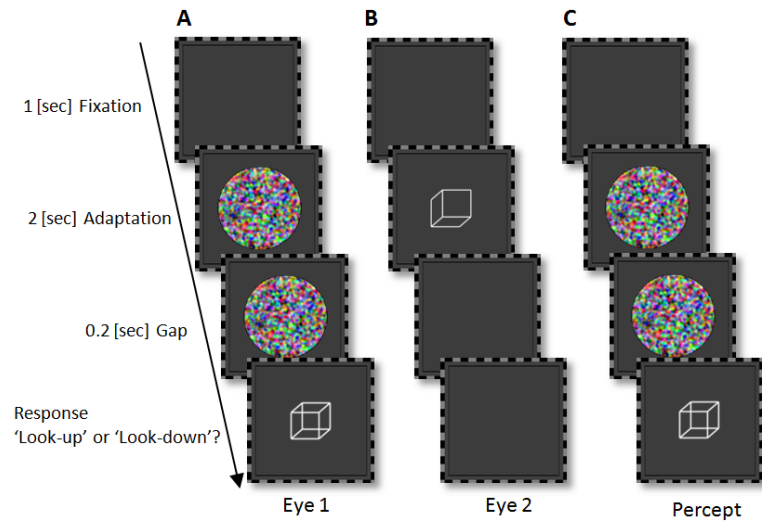 A
B
C
1 [sec] Fixation
2 [sec] Adaptation
0.2 [sec] Gap
Response
'Look-up' or 'Look-down'?
Eye 1
Eye 2
Percept